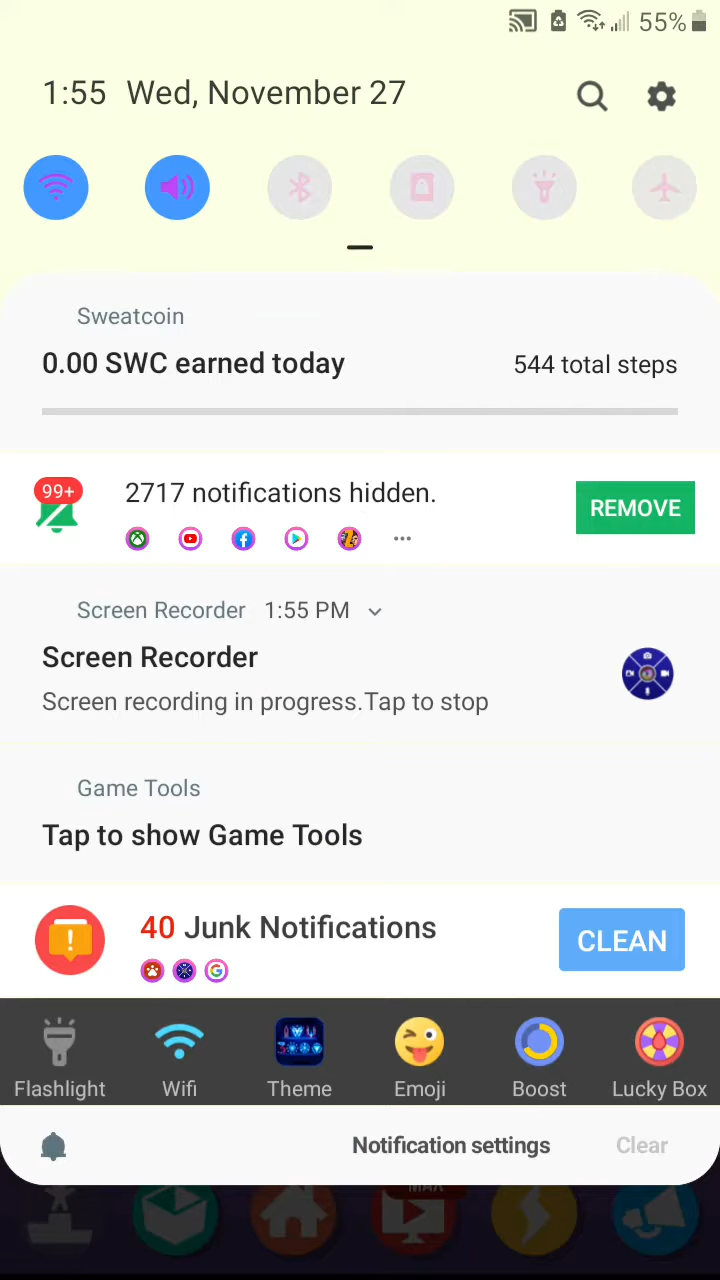 55%
1:55 Wed, November 27
Sweatcoin
0.00 SWC earned today 544 total steps
99+
2717 notifications hidden.
REMOVE
Screen Recorder 1:55 PM
Screen Recorder
Screen recording in progress.Tap to stop
Game Tools
Tap to show Game Tools
40 Junk Notifications
CLEAN
Flashlight Wifi Theme Emoji Boost Lucky Box
Notification settings Clear
MAX